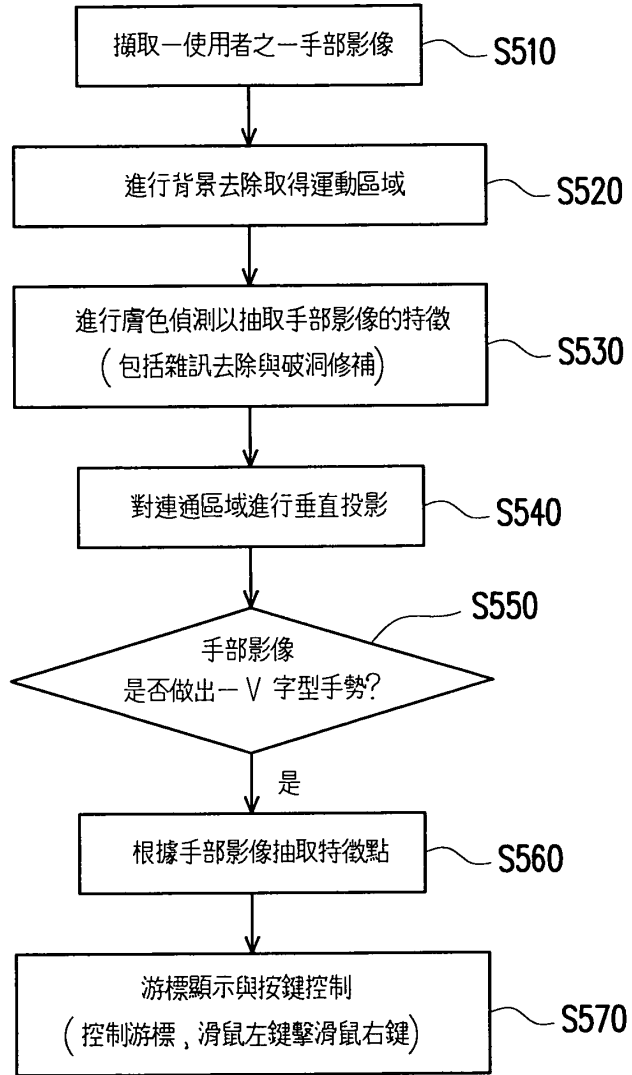 擷取一使用者之一手部影像
S510
進行背景去除取得運動區域
S520
進行膚色偵測以抽取手部影像的特徵
(包括雜訊去除與破洞修補)
S530
對連通區域進行垂直投影
S540
S550
手部影像
是否做出一V 字型手勢?
是
根據手部影像抽取特徵點
S560
游標顯示與按鍵控制
(控制游標,滑鼠左鍵擊滑鼠右鍵)
S570